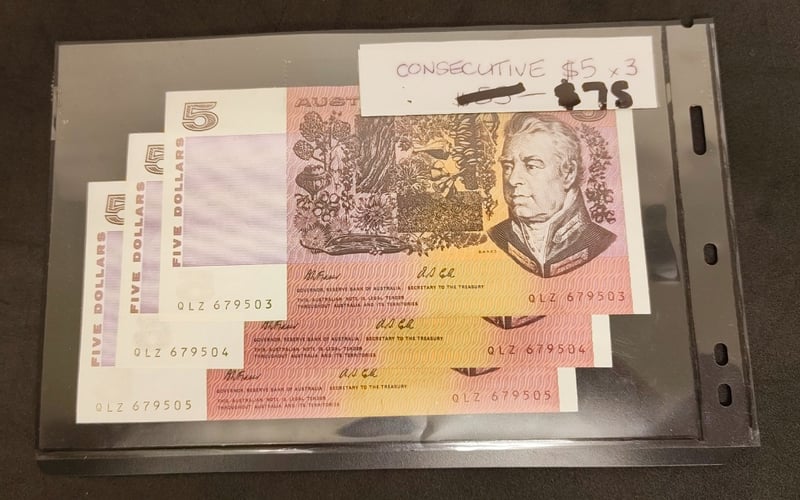 CONSECUTIVE $5 x 3
$75
5
AUST
FIVE DOLLARS
BANKS
GOVERNOR, RESERVE BANK OF AUSTRALIA
SECRETARY TO THE TREASURY
THIS AUSTRALIAN NOTE IS LEGAL TENDER
THROUGHOUT AUSTRALIA AND ITS TERRITORIES
QLZ 679503
QLZ 679503
5
FIVE DOLLARS
GOVERNOR, RESERVE BANK OF AUSTRALIA
SECRETARY TO THE TREASURY
THIS AUSTRALIAN NOTE IS LEGAL TENDER
THROUGHOUT AUSTRALIA AND ITS TERRITORIES
QLZ 679504
QLZ 679504
5
FIVE DOLLARS
GOVERNOR, RESERVE BANK OF AUSTRALIA
SECRETARY TO THE TREASURY
THIS AUSTRALIAN NOTE IS LEGAL TENDER
THROUGHOUT AUSTRALIA AND ITS TERRITORIES
QLZ 679505
QLZ 679505